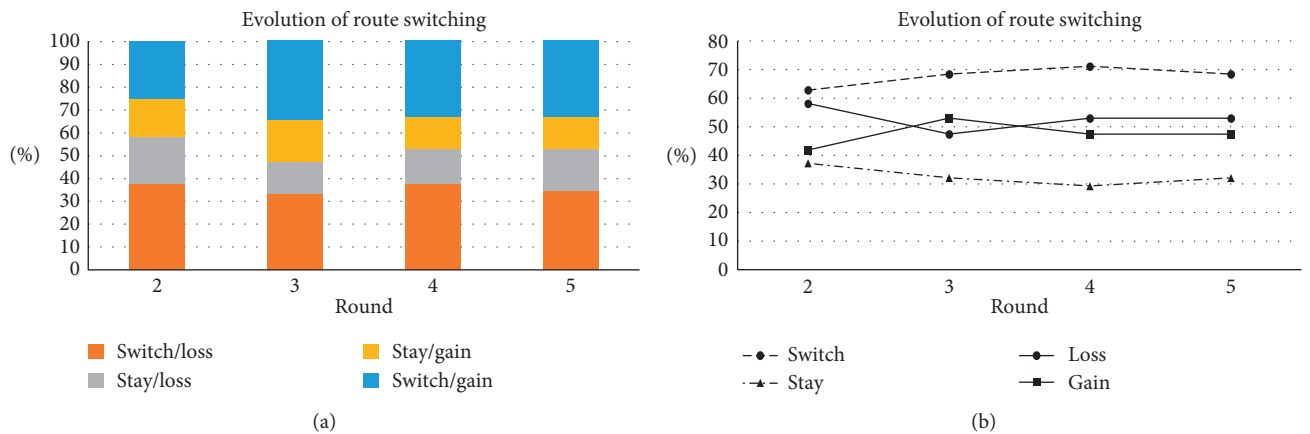 Evolution of route switching
100
90
80
70
60
(%)
50
40
30
20
10
0
2 3 4 5
Round
Switch/loss
Stay/gain
Stay/loss
Switch/gain
(a)
Evolution of route switching
80
70
60
50
(%)
40
30
20
10
0
2 3 4 5
Round
Switch
Loss
Stay
Gain
(b)